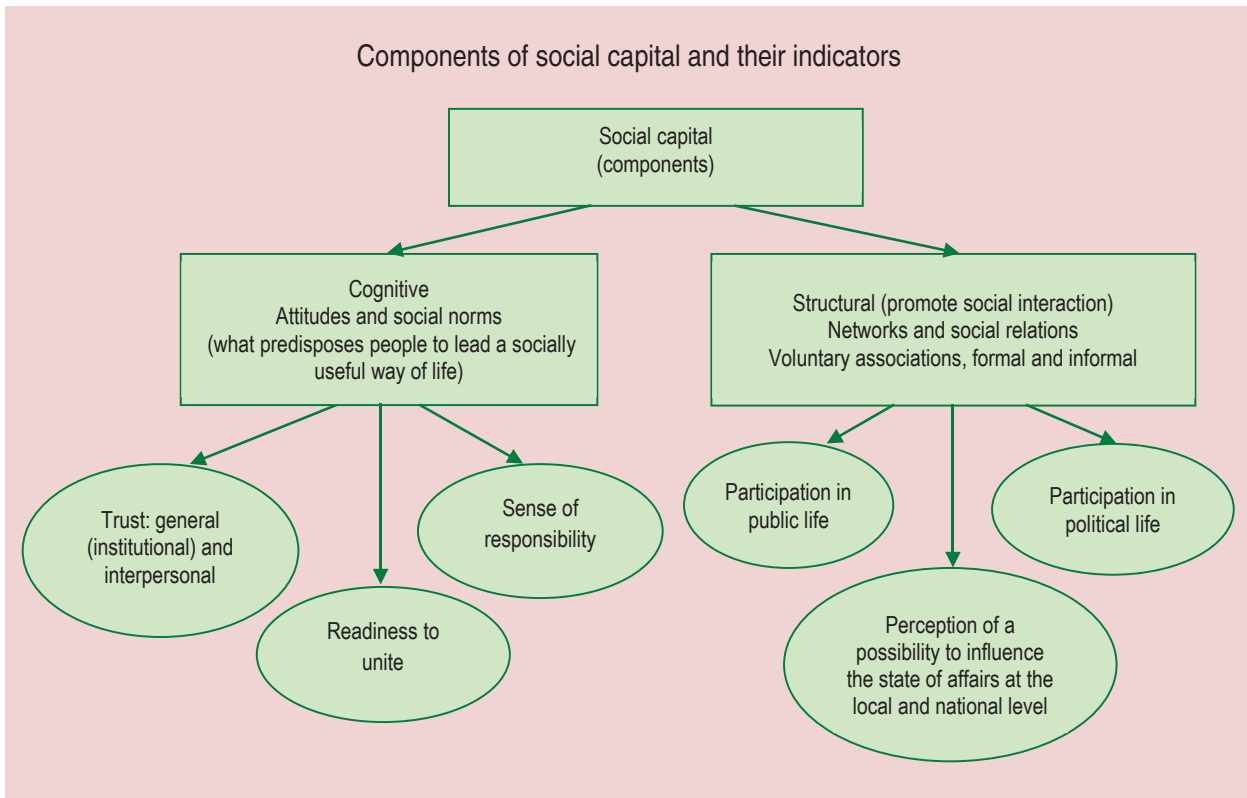 Components of social capital and their indicators
Social capital
(components)
Cognitive
Attitudes and social norms
(what predisposes people to lead a socially
useful way of life)
Structural (promote social interaction)
Networks and social relations
Voluntary associations, formal and informal
Trust: general
(institutional) and
interpersonal
Readiness to
unite
Sense of
responsibility
Participation in
public life
Perception of a
possibility to influence
the state of affairs at the
local and national level
Participation in
political life